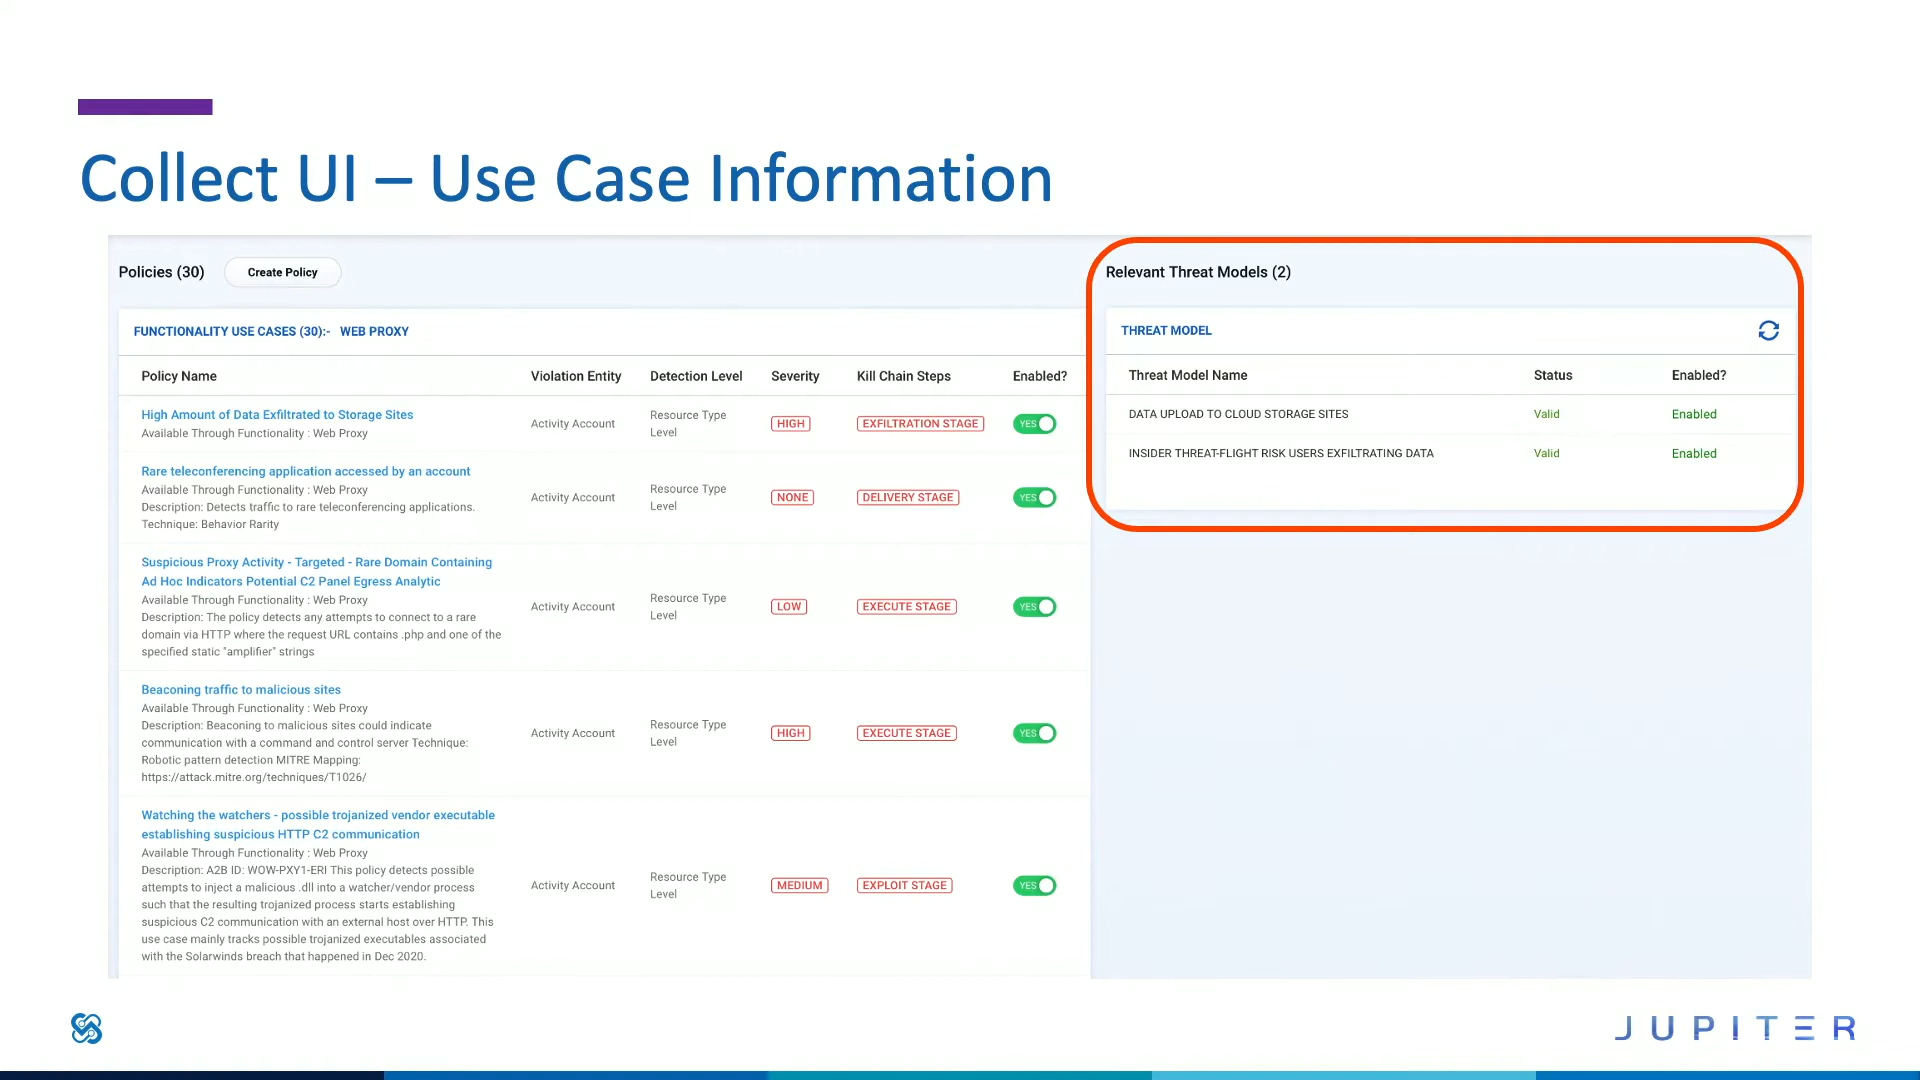 Collect UI – Use Case Information
Policies (30)
Create Policy
FUNCTIONALITY USE CASES (30):- WEB PROXY
Policy Name
Violation Entity
Detection Level
Severity
Kill Chain Steps
Enabled?
High Amount of Data Exfiltrated to Storage Sites
Available Through Functionality : Web Proxy
Activity Account
Resource Type
Level
HIGH
EXFILTRATION STAGE
YES
Rare teleconferencing application accessed by an account
Available Through Functionality : Web Proxy
Description: Detects traffic to rare teleconferencing applications.
Technique: Behavior Rarity
Activity Account
Resource Type
Level
NONE
DELIVERY STAGE
YES
Suspicious Proxy Activity - Targeted - Rare Domain Containing
Ad Hoc Indicators Potential C2 Panel Egress Analytic
Available Through Functionality : Web Proxy
Description: The policy detects any attempts to connect to a rare
domain via HTTP where the request URL contains .php and one of the
specified static "amplifier" strings
Activity Account
Resource Type
Level
LOW
EXECUTE STAGE
YES
Beaconing traffic to malicious sites
Available Through Functionality : Web Proxy
Description: Beaconing to malicious sites could indicate
communication with a command and control server Technique:
Robotic pattern detection MITRE Mapping:
https://attack.mitre.org/techniques/T1026/
Activity Account
Resource Type
Level
HIGH
EXECUTE STAGE
YES
Watching the watchers - possible trojanized vendor executable
establishing suspicious HTTP C2 communication
Available Through Functionality : Web Proxy
Description: A2B ID: WOW-PXY1-ERI This policy detects possible
attempts to inject a malicious .dll into a watcher/vendor process
such that the resulting trojanized process starts establishing
suspicious C2 communication with an external host over HTTP. This
use case mainly tracks possible trojanized executables associated
with the Solarwinds breach that happened in Dec 2020.
Activity Account
Resource Type
Level
MEDIUM
EXPLOIT STAGE
YES
Relevant Threat Models (2)
THREAT MODEL
Threat Model Name
Status
Enabled?
DATA UPLOAD TO CLOUD STORAGE SITES
Valid
Enabled
INSIDER THREAT-FLIGHT RISK USERS EXFILTRATING DATA
Valid
Enabled
JUPITER